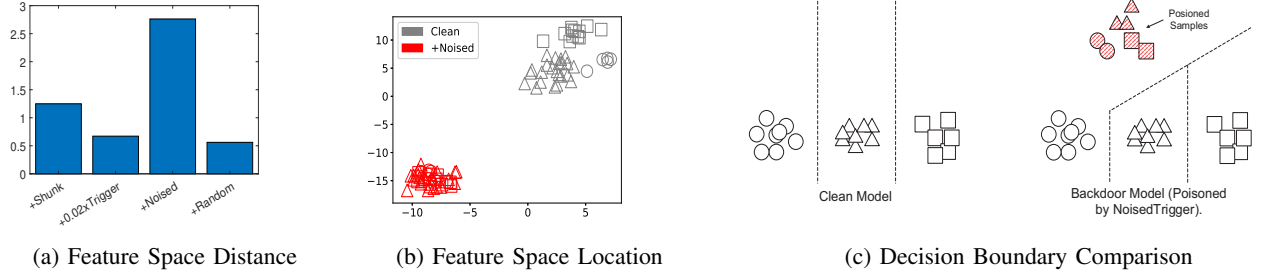 3
2.5
2
1.5
1
0.5
0
+Shunk
+0.02xTrigger
+Noised
+Random
(a) Feature Space Distance
Clean
+Noised
10
5
0
−5
−10
−15
−10
−5
0
5
(b) Feature Space Location
Posioned
Samples
Clean Model
Backdoor Model (Poisoned
by NoisedTrigger).
(c) Decision Boundary Comparison